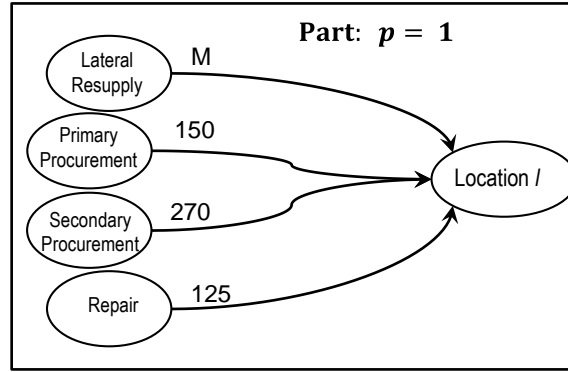 Part: p = 1
Lateral
Resupply
M
Primary
Procurement
150
Location l
Secondary
Procurement
270
Repair
125